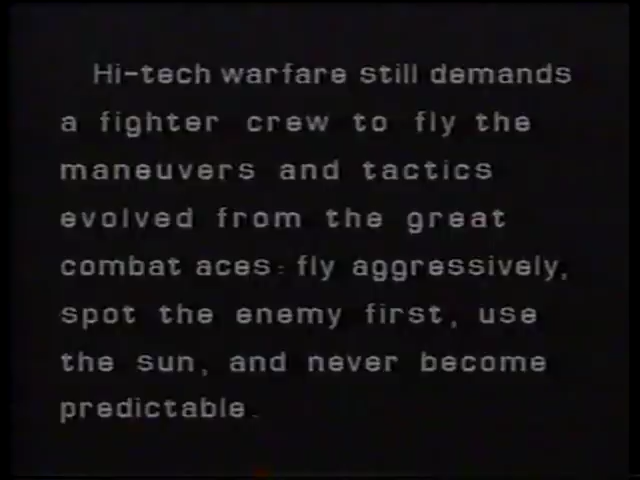 Hi-tech warfare still demands
a fighter crew to fly the
maneuvers and tactics
evolved from the great
combat aces: fly aggressively,
spot the enemy first, use
the sun, and never become
predictable.